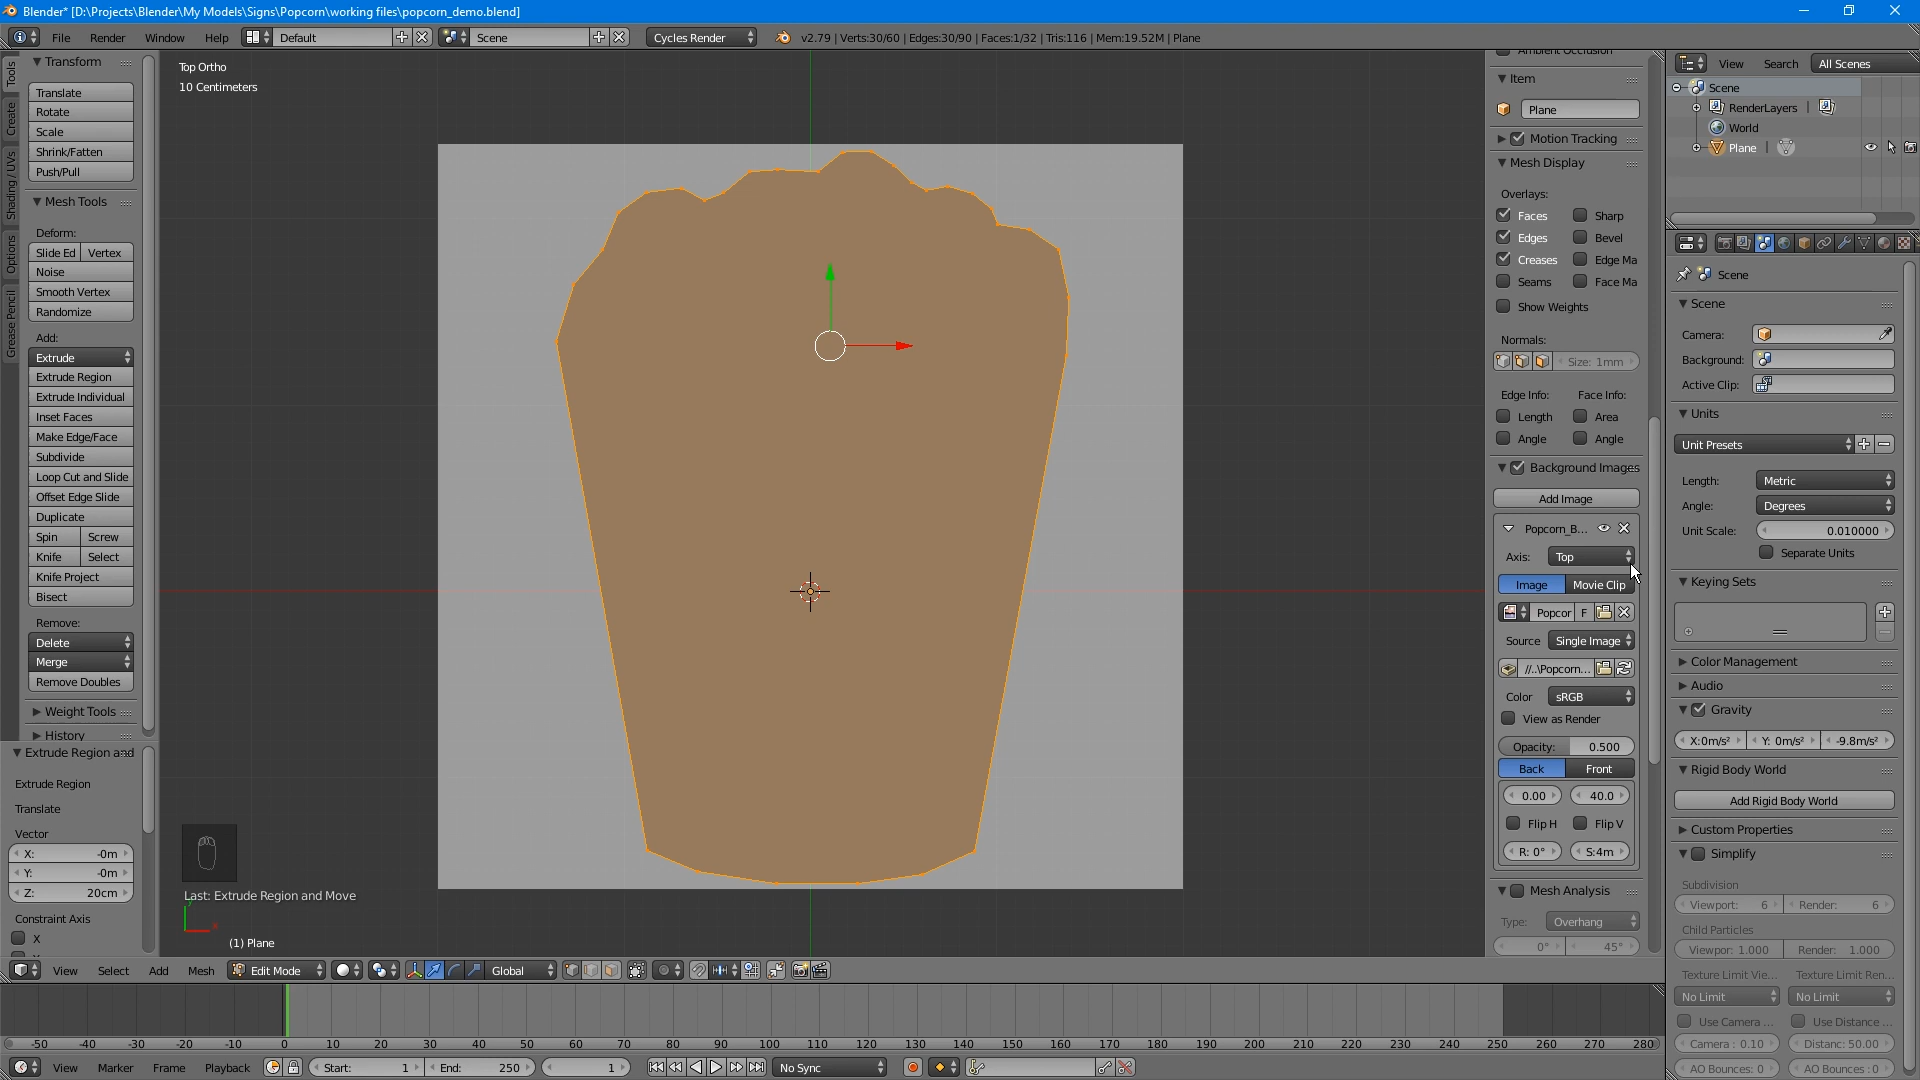 Blender* [D:\Projects\Blender\My Models\Signs\Popcorn\working files\popcorn_demo.blend]
File Render Window Help Default Scene Cycles Render v2.79 | Verts:30/60 | Edges:30/90 | Faces:1/32 | Tris:116 | Mem:19.52M | Plane
Tools
Create
Shading / UVs
Options
Grease Pencil
Transform
Translate
Rotate
Scale
Shrink/Fatten
Push/Pull
Mesh Tools
Deform:
Slide Ed Vertex
Noise
Smooth Vertex
Randomize
Add:
Extrude
Extrude Region
Extrude Individual
Inset Faces
Make Edge/Face
Subdivide
Loop Cut and Slide
Offset Edge Slide
Duplicate
Spin Screw
Knife Select
Knife Project
Bisect
Remove:
Delete
Merge
Remove Doubles
Weight Tools
History
Extrude Region and
Extrude Region
Translate
Vector
X: -0m
Y: -0m
Z: 20cm
Constraint Axis
X
Top Ortho
10 Centimeters
Last: Extrude Region and Move
(1) Plane
Ambient Occlusion
Item
Plane
Motion Tracking
Mesh Display
Overlays:
Faces Sharp
Edges Bevel
Creases Edge Ma
Seams Face Ma
Show Weights
Normals:
Size: 1mm
Edge Info: Face Info:
Length Area
Angle Angle
Background Images
Add Image
Popcorn_B...
Axis: Top
Image Movie Clip
Popcor F
Source Single Image
//..\Popcorn...
Color sRGB
View as Render
Opacity: 0.500
Back Front
0.00 40.0
Flip H Flip V
R: 0° S:4m
Mesh Analysis
Type: Overhang
0° 45°
View Search All Scenes
Scene
RenderLayers
World
Plane
Scene
Scene
Camera:
Background:
Active Clip:
Units
Unit Presets
Length: Metric
Angle: Degrees
Unit Scale: 0.010000
Separate Units
Keying Sets
Color Management
Audio
Gravity
X:0m/s² Y: 0m/s² -9.8m/s²
Rigid Body World
Add Rigid Body World
Custom Properties
Simplify
Subdivision
Viewport: 6 Render: 6
Child Particles
Viewpor: 1.000 Render: 1.000
Texture Limit Vie... Texture Limit Ren...
No Limit No Limit
Use Camera ... Use Distance ...
Camera : 0.10 Distanc: 50.00
AO Bounces: 0 AO Bounces : 0
View Select Add Mesh Edit Mode Global
-50 -40 -30 -20 -10 0 10 20 30 40 50 60 70 80 90 100 110 120 130 140 150 160 170 180 190 200 210 220 230 240 250 260 270 280
View Marker Frame Playback Start: 1 End: 250 1 No Sync